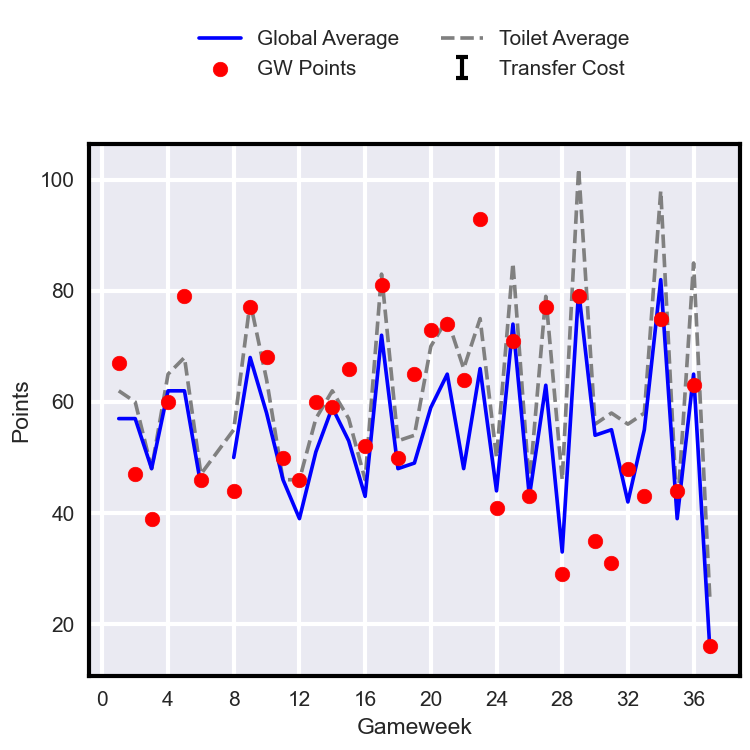 Global Average
Toilet Average
GW Points
Transfer Cost
Points
100
80
60
40
20
0 4 8 12 16 20 24 28 32 36
Gameweek